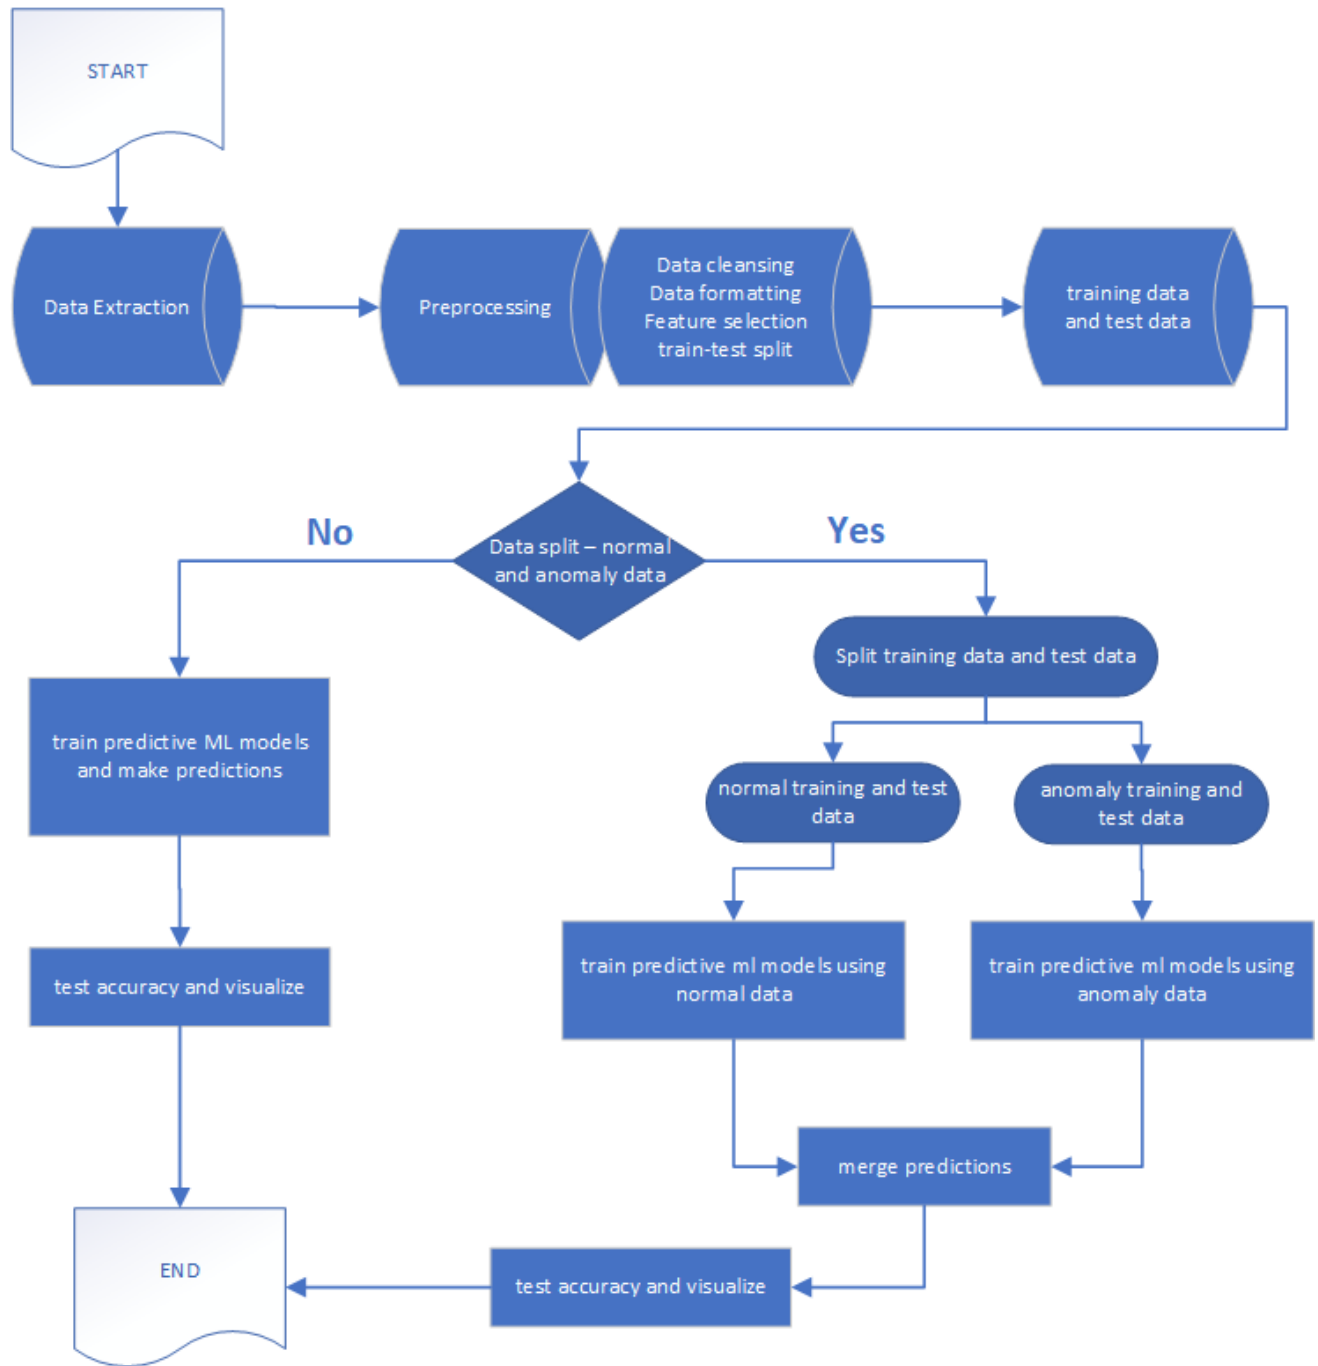 START
Data Extraction
Preprocessing
Data cleansing
Data formatting
Feature selection
train-test split
training data
and test data
No
Yes
Data split – normal
and anomaly data
Split training data and test data
train predictive ML models
and make predictions
normal training and test
data
anomaly training and
test data
train predictive ml models using
normal data
train predictive ml models using
anomaly data
test accuracy and visualize
merge predictions
END
test accuracy and visualize